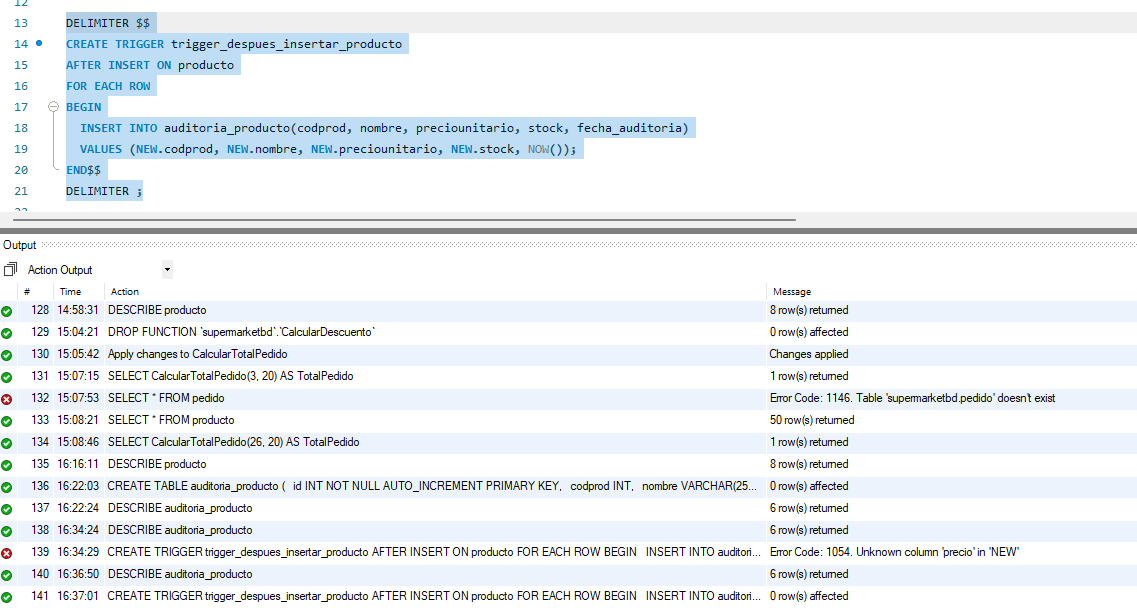 12
13 DELIMITER $$
14 CREATE TRIGGER trigger_despues_insertar_producto
15 AFTER INSERT ON producto
16 FOR EACH ROW
17 BEGIN
18 INSERT INTO auditoria_producto(codprod, nombre, preciounitario, stock, fecha_auditoria)
19 VALUES (NEW.codprod, NEW.nombre, NEW.preciounitario, NEW.stock, NOW());
20 END$$
21 DELIMITER ;
22
Output
Action Output
# Time Action Message
128 14:58:31 DESCRIBE producto 8 row(s) returned
129 15:04:21 DROP FUNCTION `supermarketbd`.`CalcularDescuento` 0 row(s) affected
130 15:05:42 Apply changes to CalcularTotalPedido Changes applied
131 15:07:15 SELECT CalcularTotalPedido(3, 20) AS TotalPedido 1 row(s) returned
132 15:07:53 SELECT * FROM pedido Error Code: 1146. Table 'supermarketbd.pedido' doesn't exist
133 15:08:21 SELECT * FROM producto 50 row(s) returned
134 15:08:46 SELECT CalcularTotalPedido(26, 20) AS TotalPedido 1 row(s) returned
135 16:16:11 DESCRIBE producto 8 row(s) returned
136 16:22:03 CREATE TABLE auditoria_producto ( id INT NOT NULL AUTO_INCREMENT PRIMARY KEY, codprod INT, nombre VARCHAR(25... 0 row(s) affected
137 16:22:24 DESCRIBE auditoria_producto 6 row(s) returned
138 16:34:24 DESCRIBE auditoria_producto 6 row(s) returned
139 16:34:29 CREATE TRIGGER trigger_despues_insertar_producto AFTER INSERT ON producto FOR EACH ROW BEGIN INSERT INTO auditori... Error Code: 1054. Unknown column 'precio' in 'NEW'
140 16:36:50 DESCRIBE auditoria_producto 6 row(s) returned
141 16:37:01 CREATE TRIGGER trigger_despues_insertar_producto AFTER INSERT ON producto FOR EACH ROW BEGIN INSERT INTO auditori... 0 row(s) affected